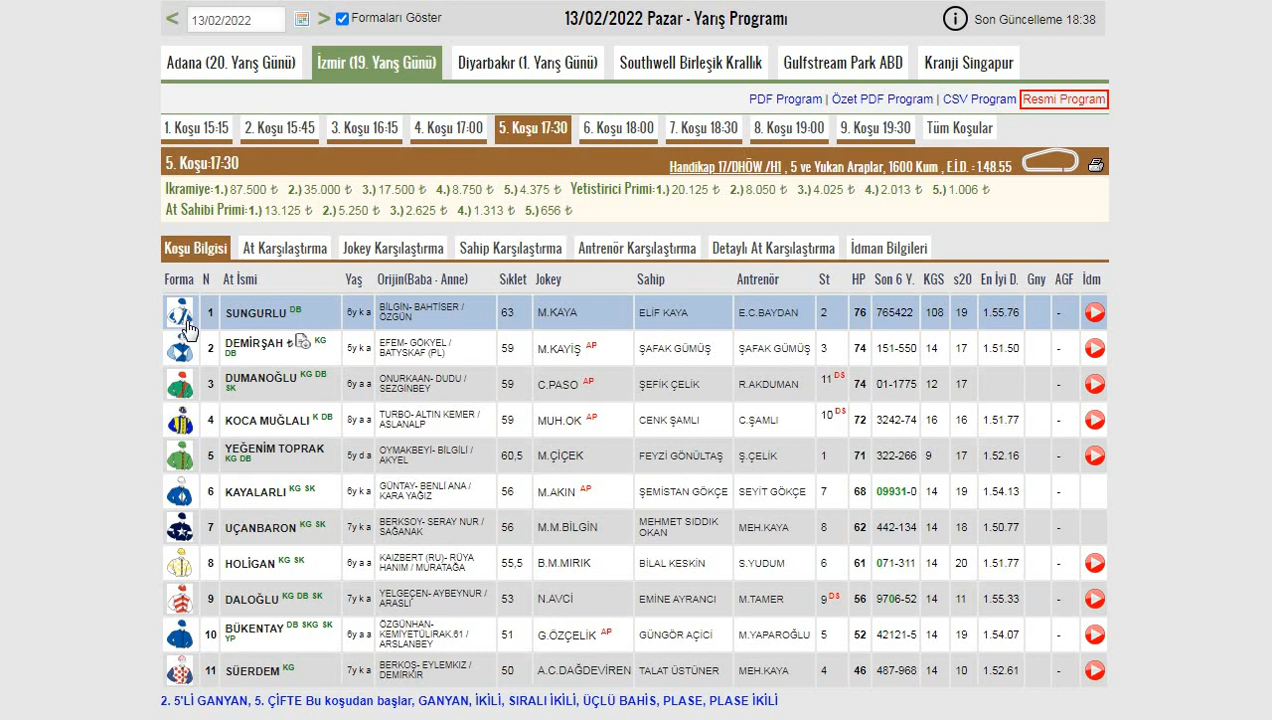 < 13/02/2022 > Formaları Göster 13/02/2022 Pazar - Yarış Programı i Son Güncelleme 18:38
Adana (20. Yarış Günü) İzmir (19. Yarış Günü) Diyarbakır (1. Yarış Günü) Southwell Birleşik Krallık Gulfstream Park ABD Kranji Singapur
PDF Program | Özet PDF Program | CSV Program Resmi Program
1. Koşu 15:15 2. Koşu 15:45 3. Koşu 16:15 4. Koşu 17:00 5. Koşu 17:30 6. Koşu 18:00 7. Koşu 18:30 8. Koşu 19:00 9. Koşu 19:30 Tüm Koşular
5. Koşu:17:30 Handikap 17/DHÖW /H1 , 5 ve Yukarı Araplar, 1600 Kum , E.İ.D. : 1.48.55
Ikramiye:1.) 87.500 ₺ 2.) 35.000 ₺ 3.) 17.500 ₺ 4.) 8.750 ₺ 5.) 4.375 ₺ Yetistirici Primi:1.) 20.125 ₺ 2.) 8.050 ₺ 3.) 4.025 ₺ 4.) 2.013 ₺ 5.) 1.006 ₺
At Sahibi Primi:1.) 13.125 ₺ 2.) 5.250 ₺ 3.) 2.625 ₺ 4.) 1.313 ₺ 5.) 656 ₺
Koşu Bilgisi At Karşılaştırma Jokey Karşılaştırma Sahip Karşılaştırma Antrenör Karşılaştırma Detaylı At Karşılaştırma İdman Bilgileri
Forma N At İsmi Yaş Orijin(Baba - Anne) Sıklet Jokey Sahip Antrenör St HP Son 6 Y. KGS s20 En İyi D. Gny AGF İdm
1 SUNGURLU DB 6y k a BİLGİN- BAHTİSER / ÖZGÜN 63 M.KAYA ELİF KAYA E.C.BAYDAN 2 76 765422 108 19 1.55.76 -
2 DEMİRŞAH ₺ KG DB 5y k a EFEM- GÖKYEL / BATYSKAF (PL) 59 M.KAYİŞ AP ŞAFAK GÜMÜŞ ŞAFAK GÜMÜŞ 3 74 151-550 14 17 1.51.50 -
3 DUMANOĞLU KG DB SK 6y a a ONURKAAN- DUDU / SEZGİNBEY 59 C.PASO AP ŞEFİK ÇELİK R.AKDUMAN 11 DS 74 01-1775 12 17 -
4 KOCA MUĞLALI K DB 8y a a TURBO- ALTIN KEMER / ASLANALP 59 MUH.OK AP CENK ŞAMLI C.ŞAMLI 10 DS 72 3242-74 16 16 1.51.77 -
5 YEĞENİM TOPRAK KG DB 5y d a OYMAKBEYİ- BİLGİLİ / AKYEL 60,5 M.ÇİÇEK FEYZİ GÖNÜLTAŞ Ş.ÇELİK 1 71 322-266 9 17 1.52.16 -
6 KAYALARLI KG SK 6y k a GÜNTAY- BENLİ ANA / KARA YAĞIZ 56 M.AKIN AP ŞEMİSTAN GÖKÇE SEYİT GÖKÇE 7 68 09931-0 14 19 1.54.13 -
7 UÇANBARON KG SK 7y k a BERKSOY- SERAY NUR / SAĞANAK 56 M.M.BİLGİN MEHMET SIDDIK OKAN MEH.KAYA 8 62 442-134 14 18 1.50.77 -
8 HOLİGAN KG SK 6y a a KAIZBERT (RU)- RÜYA HANIM / MURATAĞA 55,5 B.M.MIRIK BİLAL KESKİN S.YUDUM 6 61 071-311 14 20 1.51.77 -
9 DALOĞLU KG DB SK 7y k a YELGEÇEN- AYBEYNUR / ARASLI 53 N.AVCİ EMİNE AYRANCI M.TAMER 9 DS 56 9706-52 14 11 1.55.33 -
10 BÜKENTAY DB SKG SK YP 6y a a ÖZGÜNHAN- KEMİYETÜLIRAK.61 / ARSLANBEY 51 G.ÖZÇELİK AP GÜNGÖR AÇİCİ M.YAPAROĞLU 5 52 42121-5 14 19 1.54.07 -
11 SÜERDEM KG 7y k a BERKOŞ- EYLEMKIZ / DEMİRKIR 50 A.C.DAĞDEVİREN TALAT ÜSTÜNER MEH.KAYA 4 46 487-968 14 10 1.52.61 -
2. 5'Lİ GANYAN, 5. ÇİFTE Bu koşudan başlar, GANYAN, İKİLİ, SIRALI İKİLİ, ÜÇLÜ BAHİS, PLASE, PLASE İKİLİ